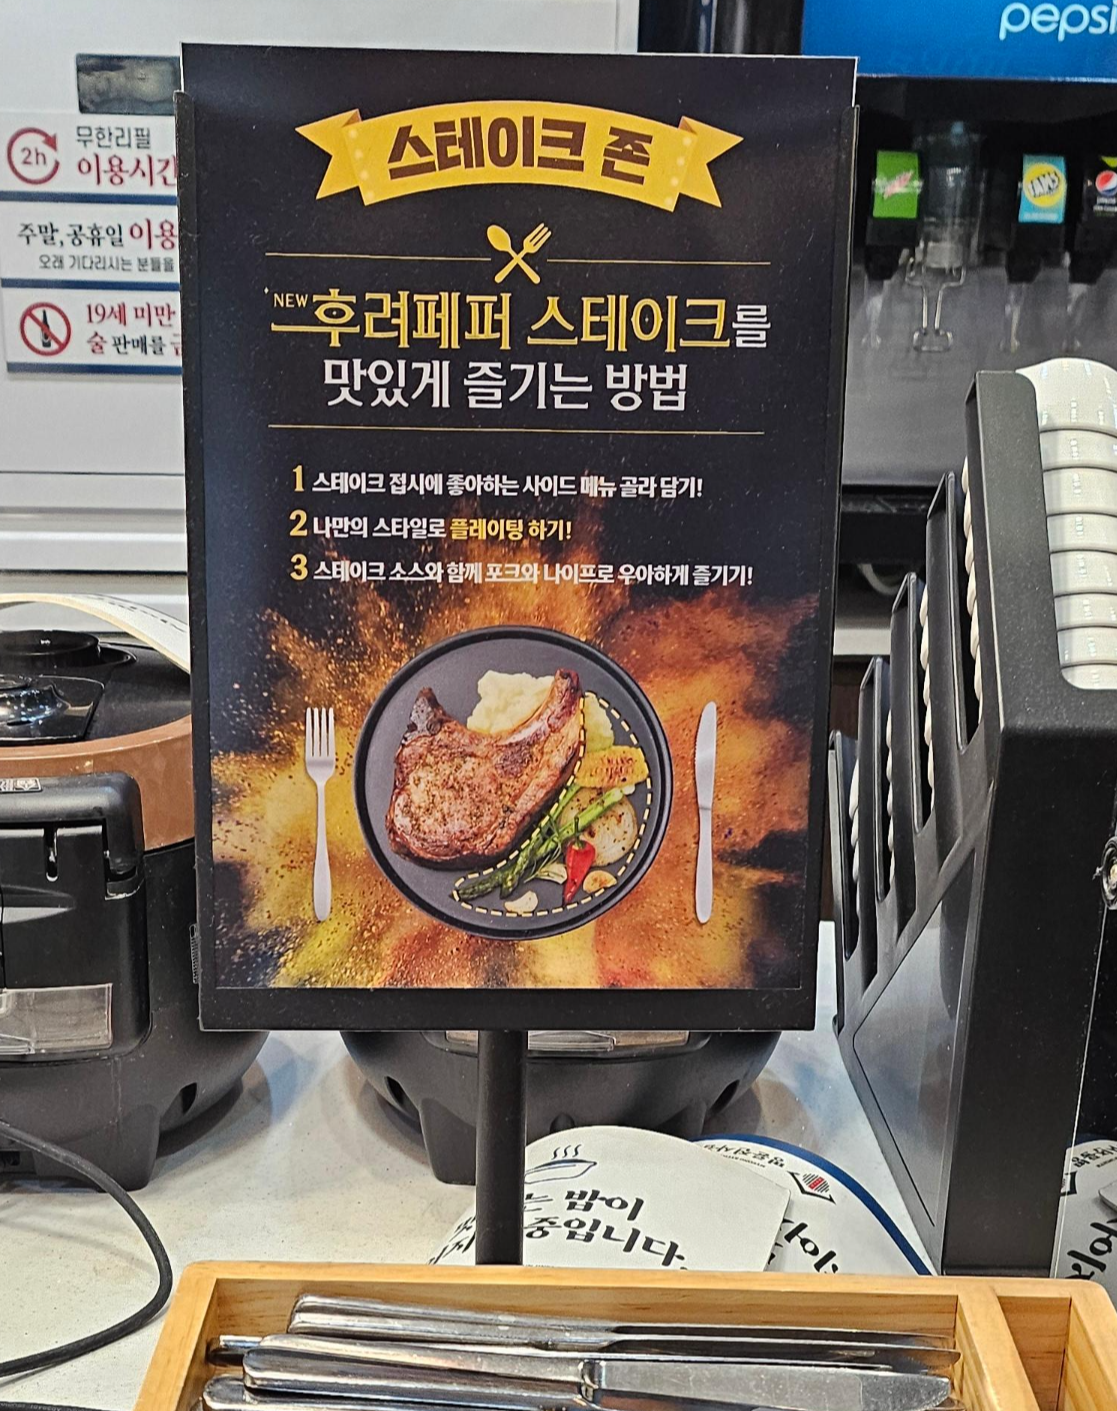 pepsi
2h
무한리필
이용시간
주말, 공휴일 이용
오래 기다리시는 분들을
19세 미만
술 판매를
스테이크 존
NEW 후려페퍼 스테이크를
맛있게 즐기는 방법
1 스테이크 접시에 좋아하는 사이드 메뉴 골라 담기!
2 나만의 스타일로 플레이팅 하기!
3 스테이크 소스와 함께 포크와 나이프로 우아하게 즐기기!
밥이
중입니다.